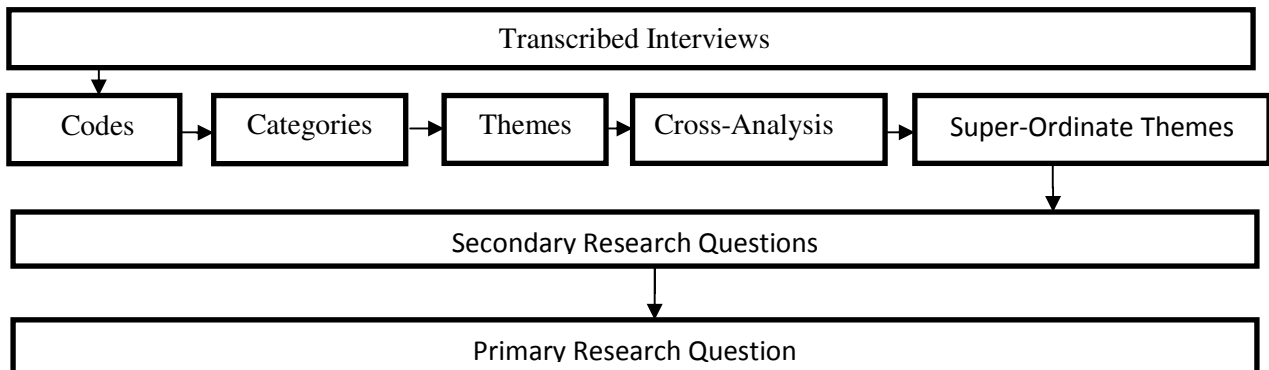 Transcribed Interviews
Codes
Categories
Themes
Cross-Analysis
Super-Ordinate Themes
Secondary Research Questions
Primary Research Question